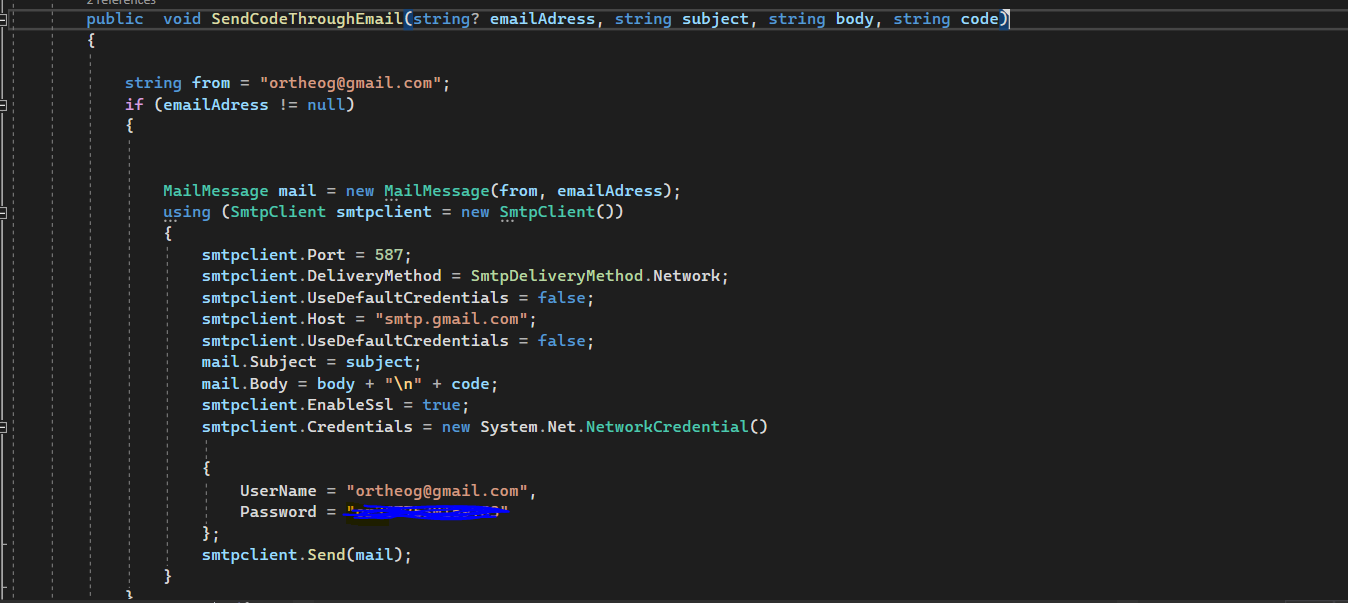 2 references
public  void SendCodeThroughEmail(string? emailAdress, string subject, string body, string code)
{
string from = "ortheog@gmail.com";
if (emailAdress != null)
{
MailMessage mail = new MailMessage(from, emailAdress);
using (SmtpClient smtpclient = new SmtpClient())
{
smtpclient.Port = 587;
smtpclient.DeliveryMethod = SmtpDeliveryMethod.Network;
smtpclient.UseDefaultCredentials = false;
smtpclient.Host = "smtp.gmail.com";
smtpclient.UseDefaultCredentials = false;
mail.Subject = subject;
mail.Body = body + "\n" + code;
smtpclient.EnableSsl = true;
smtpclient.Credentials = new System.Net.NetworkCredential()
{
UserName = "ortheog@gmail.com",
Password = "
};
smtpclient.Send(mail);
}
}